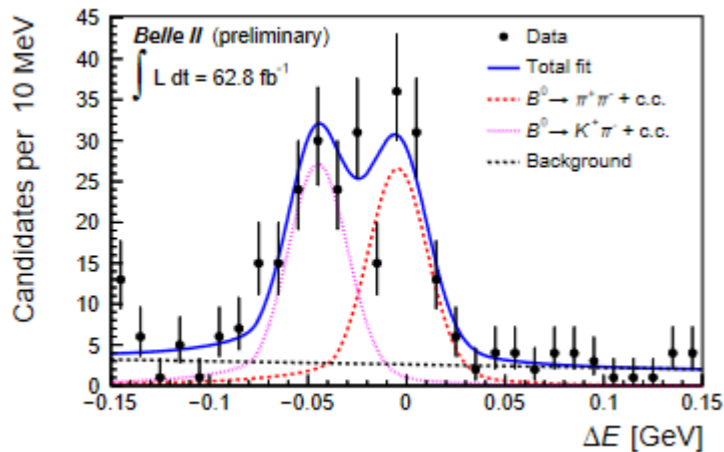 Belle II (preliminary)
∫ L dt = 62.8 fb⁻¹
Data
Total fit
B⁰→ π⁺π⁻ + c.c.
B⁰→ K⁺π⁻ + c.c.
Background
Candidates per 10 MeV
45
40
35
30
25
20
15
10
5
0
−0.15 −0.1 −0.05 0 0.05 0.1 0.15
ΔE [GeV]